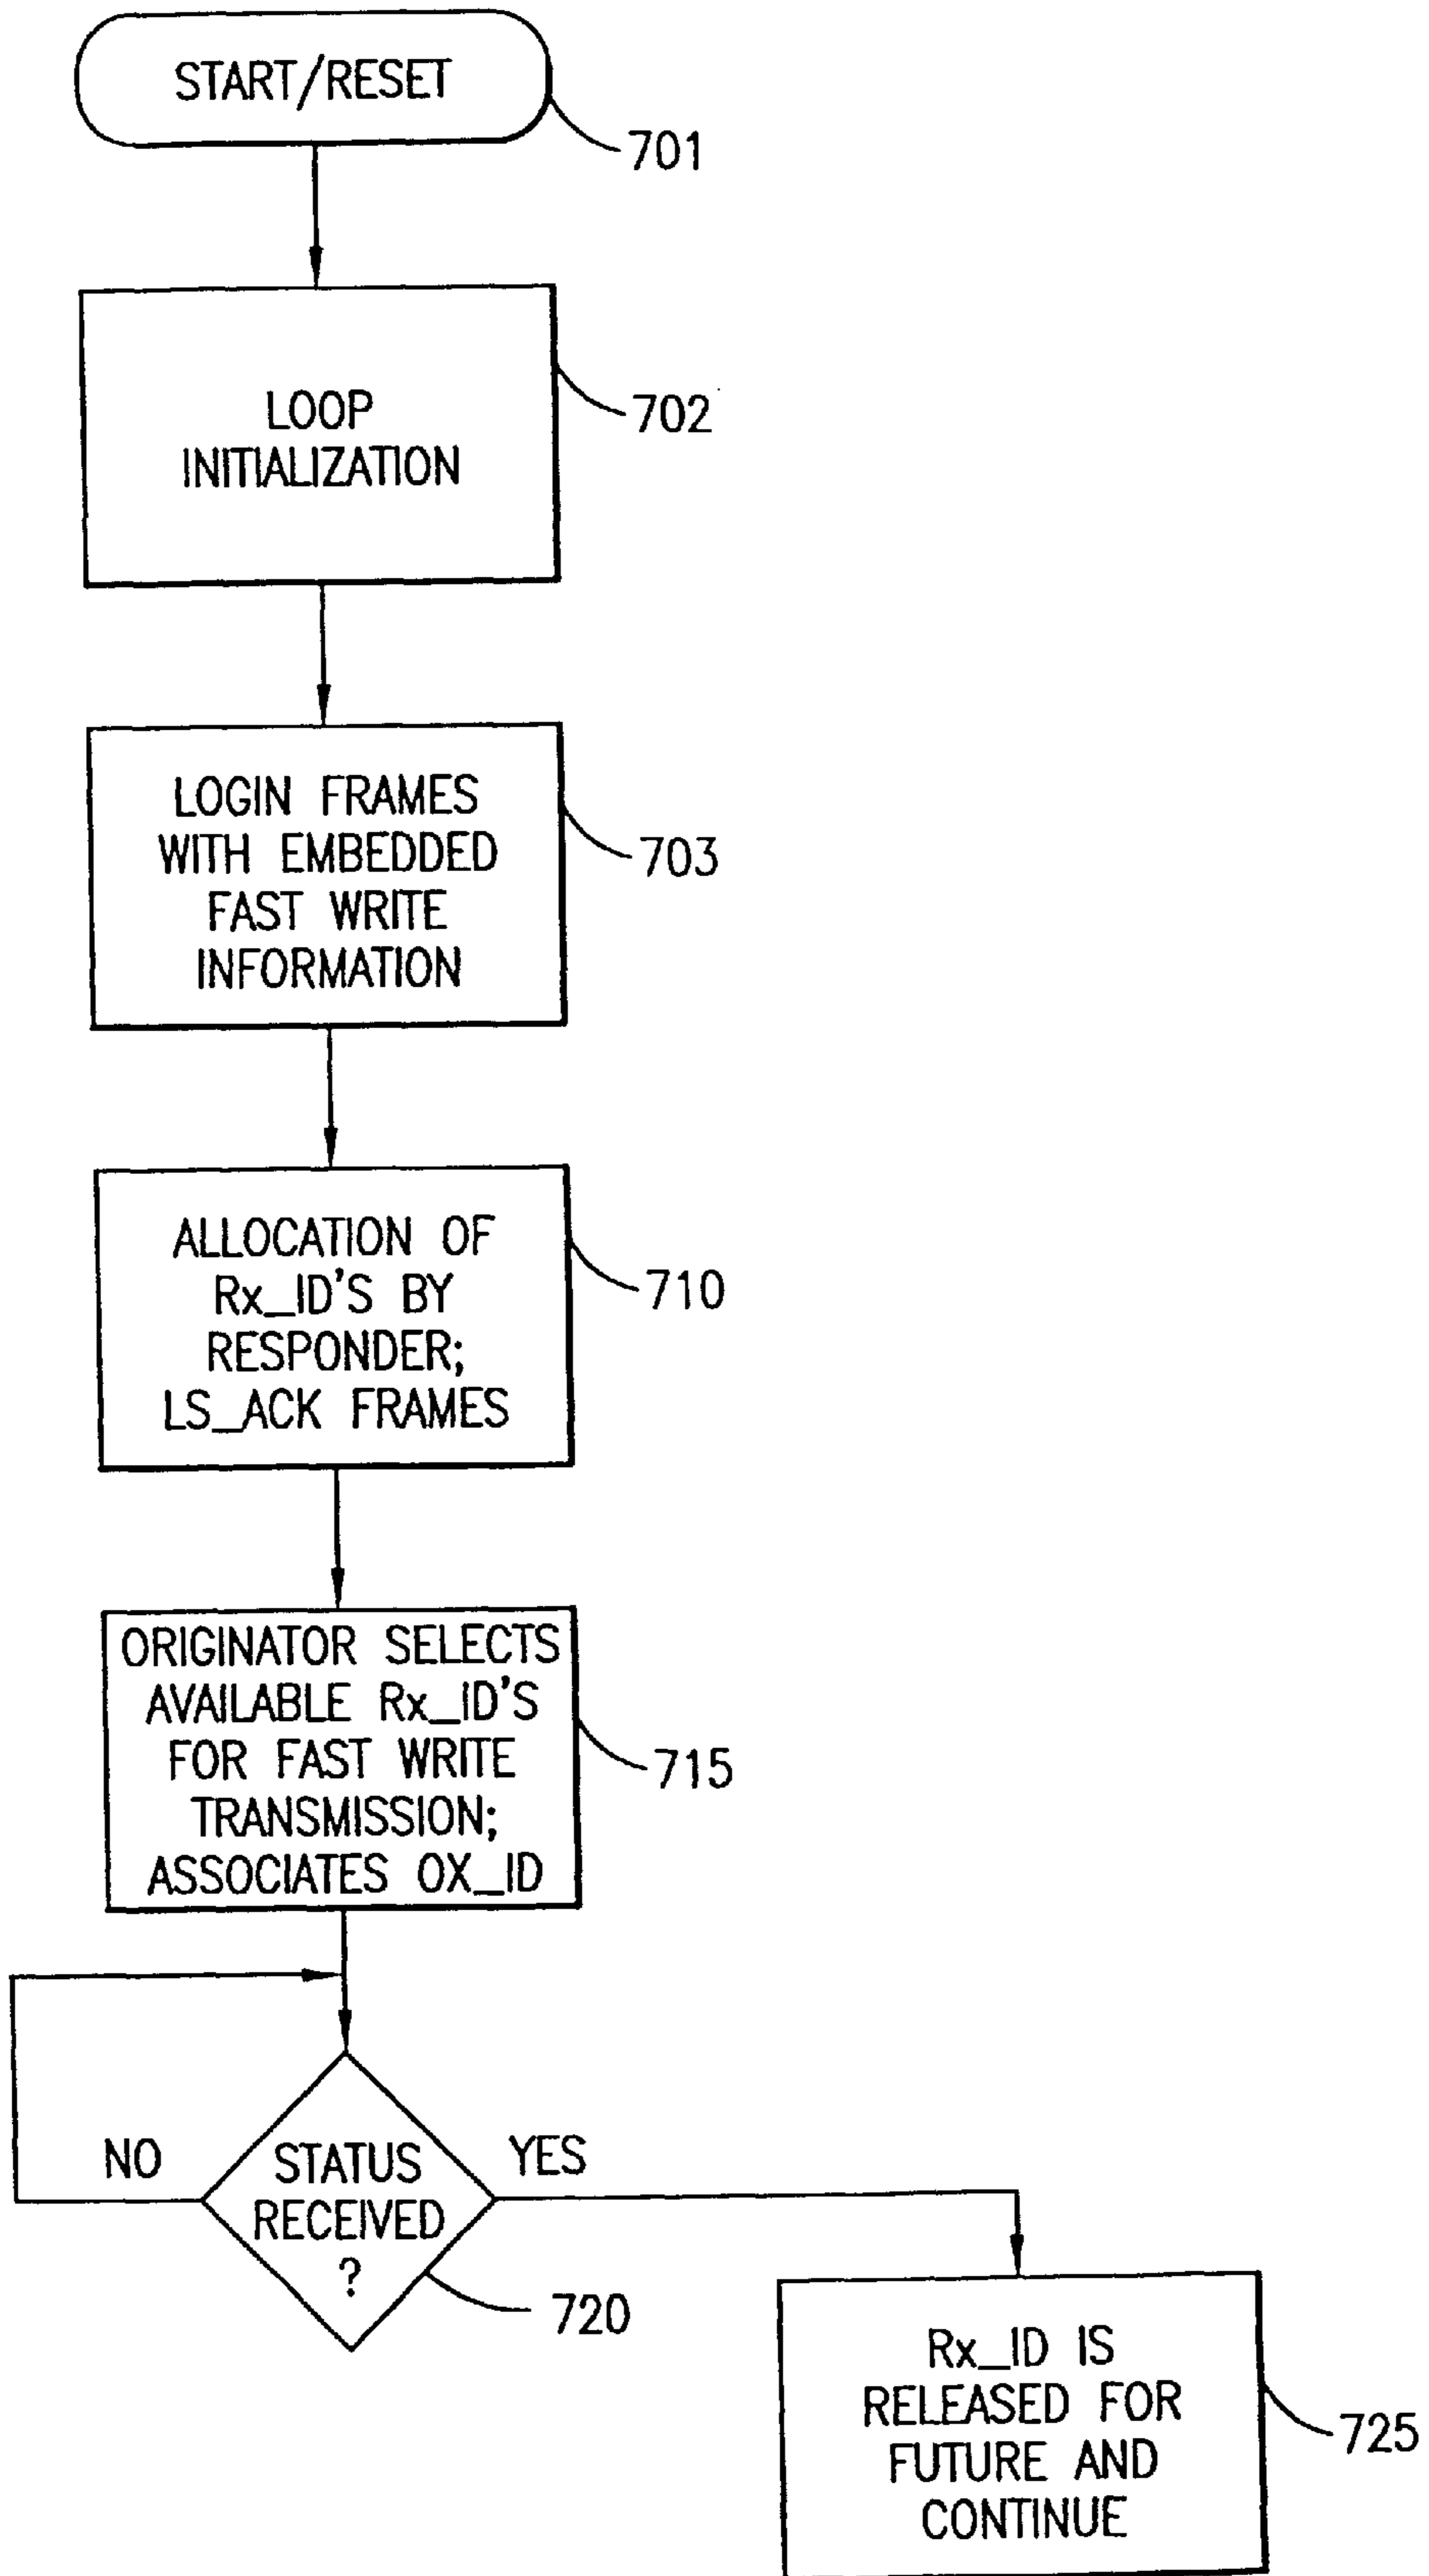 START/RESET
701
LOOP
INITIALIZATION
702
LOGIN FRAMES
WITH EMBEDDED
FAST WRITE
INFORMATION
703
ALLOCATION OF
Rx_ID'S BY
RESPONDER;
LS_ACK FRAMES
710
ORIGINATOR SELECTS
AVAILABLE Rx_ID'S
FOR FAST WRITE
TRANSMISSION;
ASSOCIATES OX_ID
715
NO
STATUS
RECEIVED
?
YES
720
Rx_ID IS
RELEASED FOR
FUTURE AND
CONTINUE
725